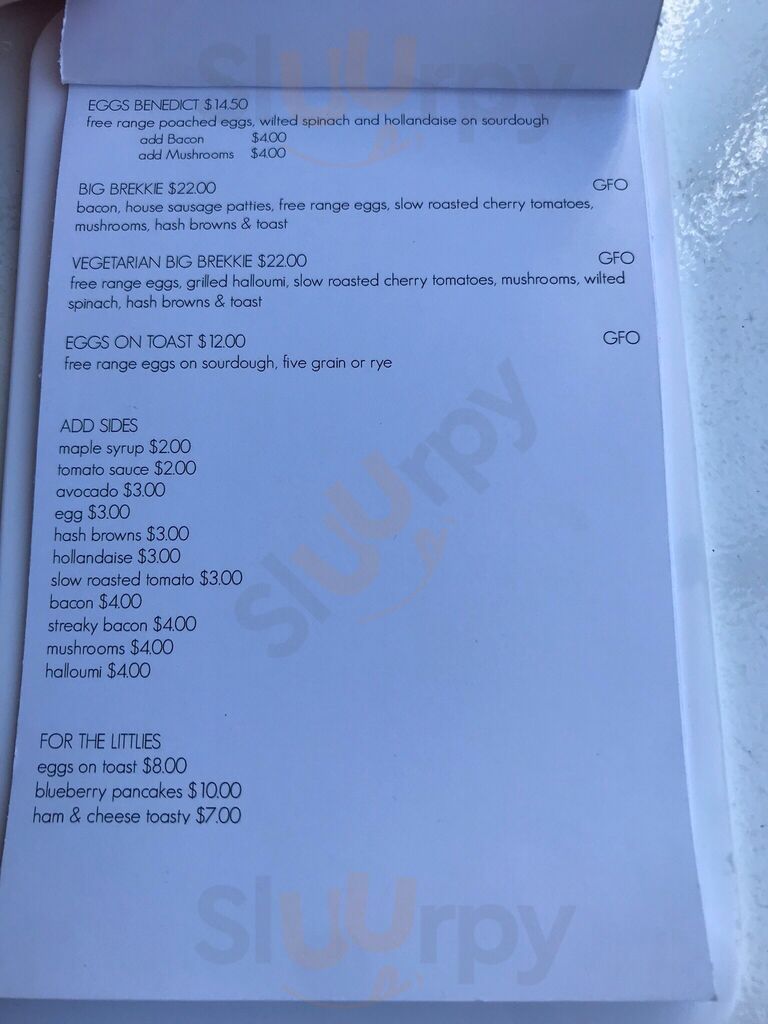 EGGS BENEDICT $14.50
free range poached eggs, wilted spinach and hollandaise on sourdough
add Bacon $4.00
add Mushrooms $4.00
BIG BREKKIE $22.00 GFO
bacon, house sausage patties, free range eggs, slow roasted cherry tomatoes,
mushrooms, hash browns & toast
VEGETARIAN BIG BREKKIE $22.00 GFO
free range eggs, grilled halloumi, slow roasted cherry tomatoes, mushrooms, wilted
spinach, hash browns & toast
EGGS ON TOAST $12.00 GFO
free range eggs on sourdough, five grain or rye
ADD SIDES
maple syrup $2.00
tomato sauce $2.00
avocado $3.00
egg $3.00
hash browns $3.00
hollandaise $3.00
slow roasted tomato $3.00
bacon $4.00
streaky bacon $4.00
mushrooms $4.00
halloumi $4.00
FOR THE LITTLIES
eggs on toast $8.00
blueberry pancakes $10.00
ham & cheese toasty $7.00
Sluurpy
Sluurpy
Sluurpy